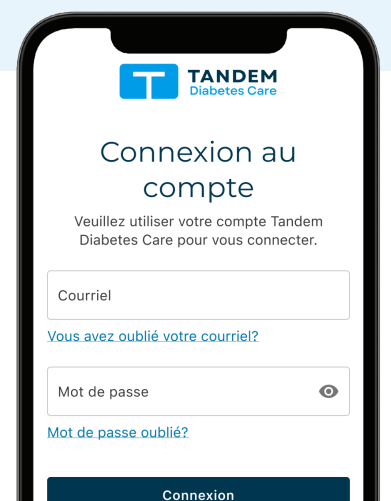 TANDEM
Diabetes Care
Connexion au
compte
Veuillez utiliser votre compte Tandem
Diabetes Care pour vous connecter.
Courriel
Vous avez oublié votre courriel?
Mot de passe
Mot de passe oublié?
Connexion